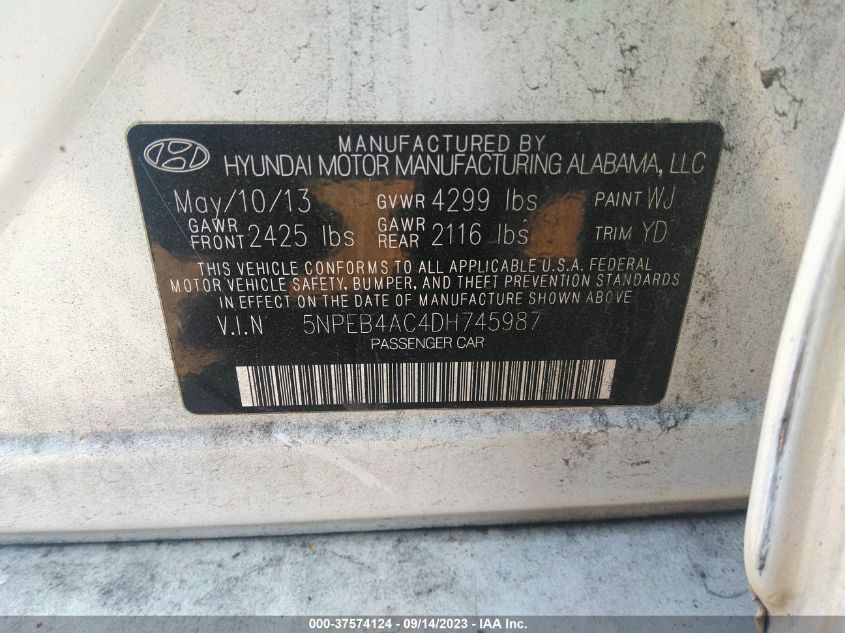 MANUFACTURED BY
HYUNDAI MOTOR MANUFACTURING ALABAMA, LLC
May/10/13 GVWR 4299 lbs PAINT WJ
GAWR FRONT 2425 lbs GAWR REAR 2116 lbs TRIM YD
THIS VEHICLE CONFORMS TO ALL APPLICABLE U.S.A. FEDERAL
MOTOR VEHICLE SAFETY, BUMPER, AND THEFT PREVENTION STANDARDS
IN EFFECT ON THE DATE OF MANUFACTURE SHOWN ABOVE.
V.I.N 5NPEB4AC4DH745987
PASSENGER CAR
000-37574124 - 09/14/2023 - IAA Inc.